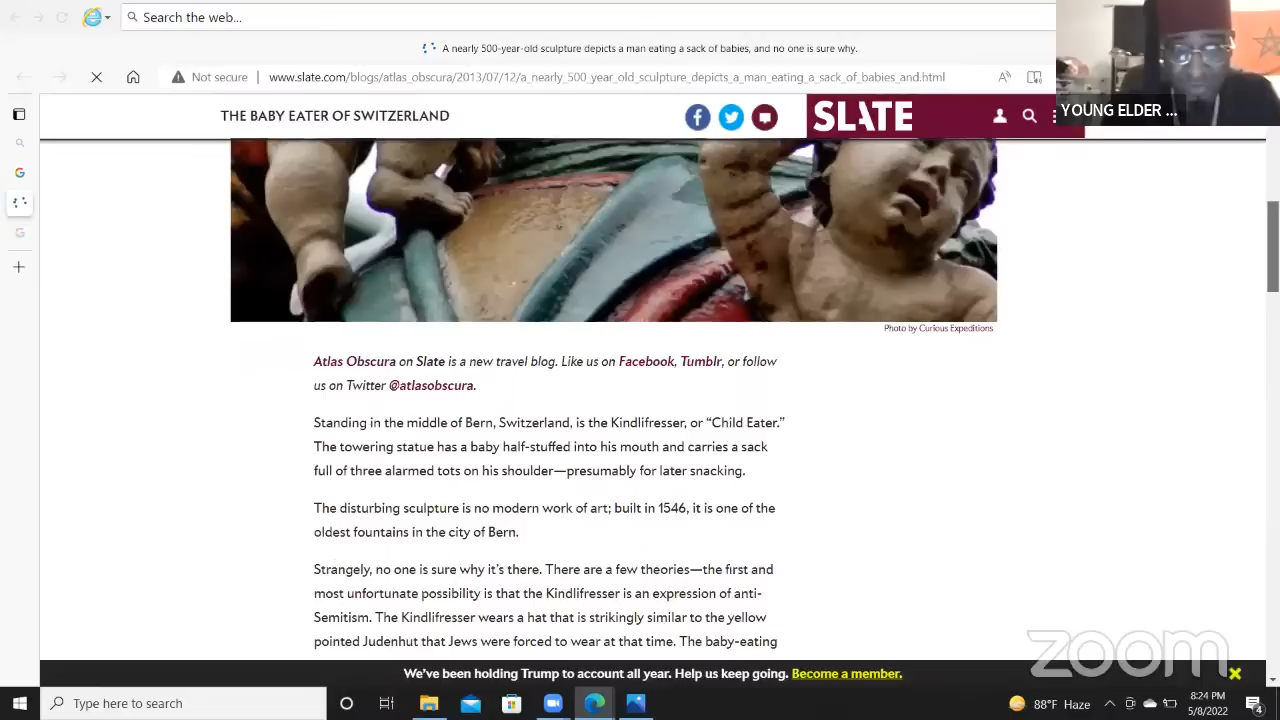 Search the web...
A nearly 500-year-old sculpture depicts a man eating a sack of babies, and no one is sure why.
Not secure | www.slate.com/blogs/atlas_obscura/2013/07/12/a_nearly_500_year_old_sculpture_depicts_a_man_eating_a_sack_of_babies_and.html
YOUNG ELDER ...
THE BABY EATER OF SWITZERLAND
SLATE
Photo by Curious Expeditions
Atlas Obscura on Slate is a new travel blog. Like us on Facebook, Tumblr, or follow
us on Twitter @atlasobscura.
Standing in the middle of Bern, Switzerland, is the Kindlifresser, or “Child Eater.”
The towering statue has a baby half-stuffed into his mouth and carries a sack
full of three alarmed tots on his shoulder—presumably for later snacking.
The disturbing sculpture is no modern work of art; built in 1546, it is one of the
oldest fountains in the city of Bern.
Strangely, no one is sure why it’s there. There are a few theories—the first and
most unfortunate possibility is that the Kindlifresser is an expression of anti-
Semitism. The Kindlifresser wears a hat that is strikingly similar to the yellow
pointed Judenhut that Jews were forced to wear at that time. The baby-eating
zoom
We’ve been holding Trump to account all year. Help us keep going. Become a member.
Type here to search
88°F Haze
8:24 PM
5/8/2022
4